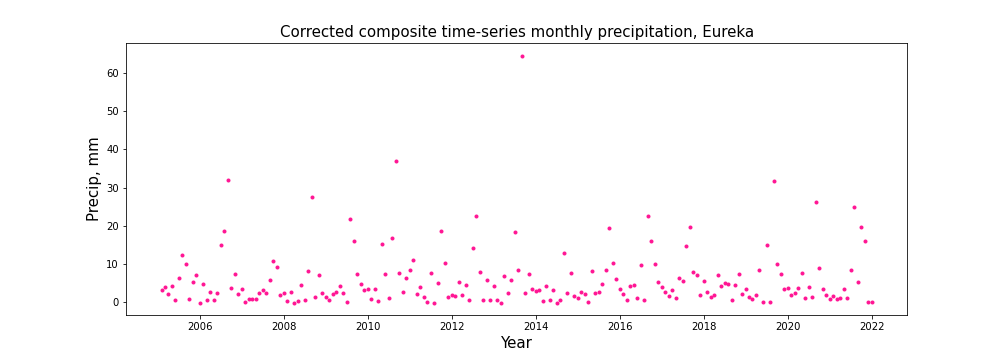 Corrected composite time-series monthly precipitation, Eureka
Precip, mm
60
50
40
30
20
10
0
2006 2008 2010 2012 2014 2016 2018 2020 2022
Year